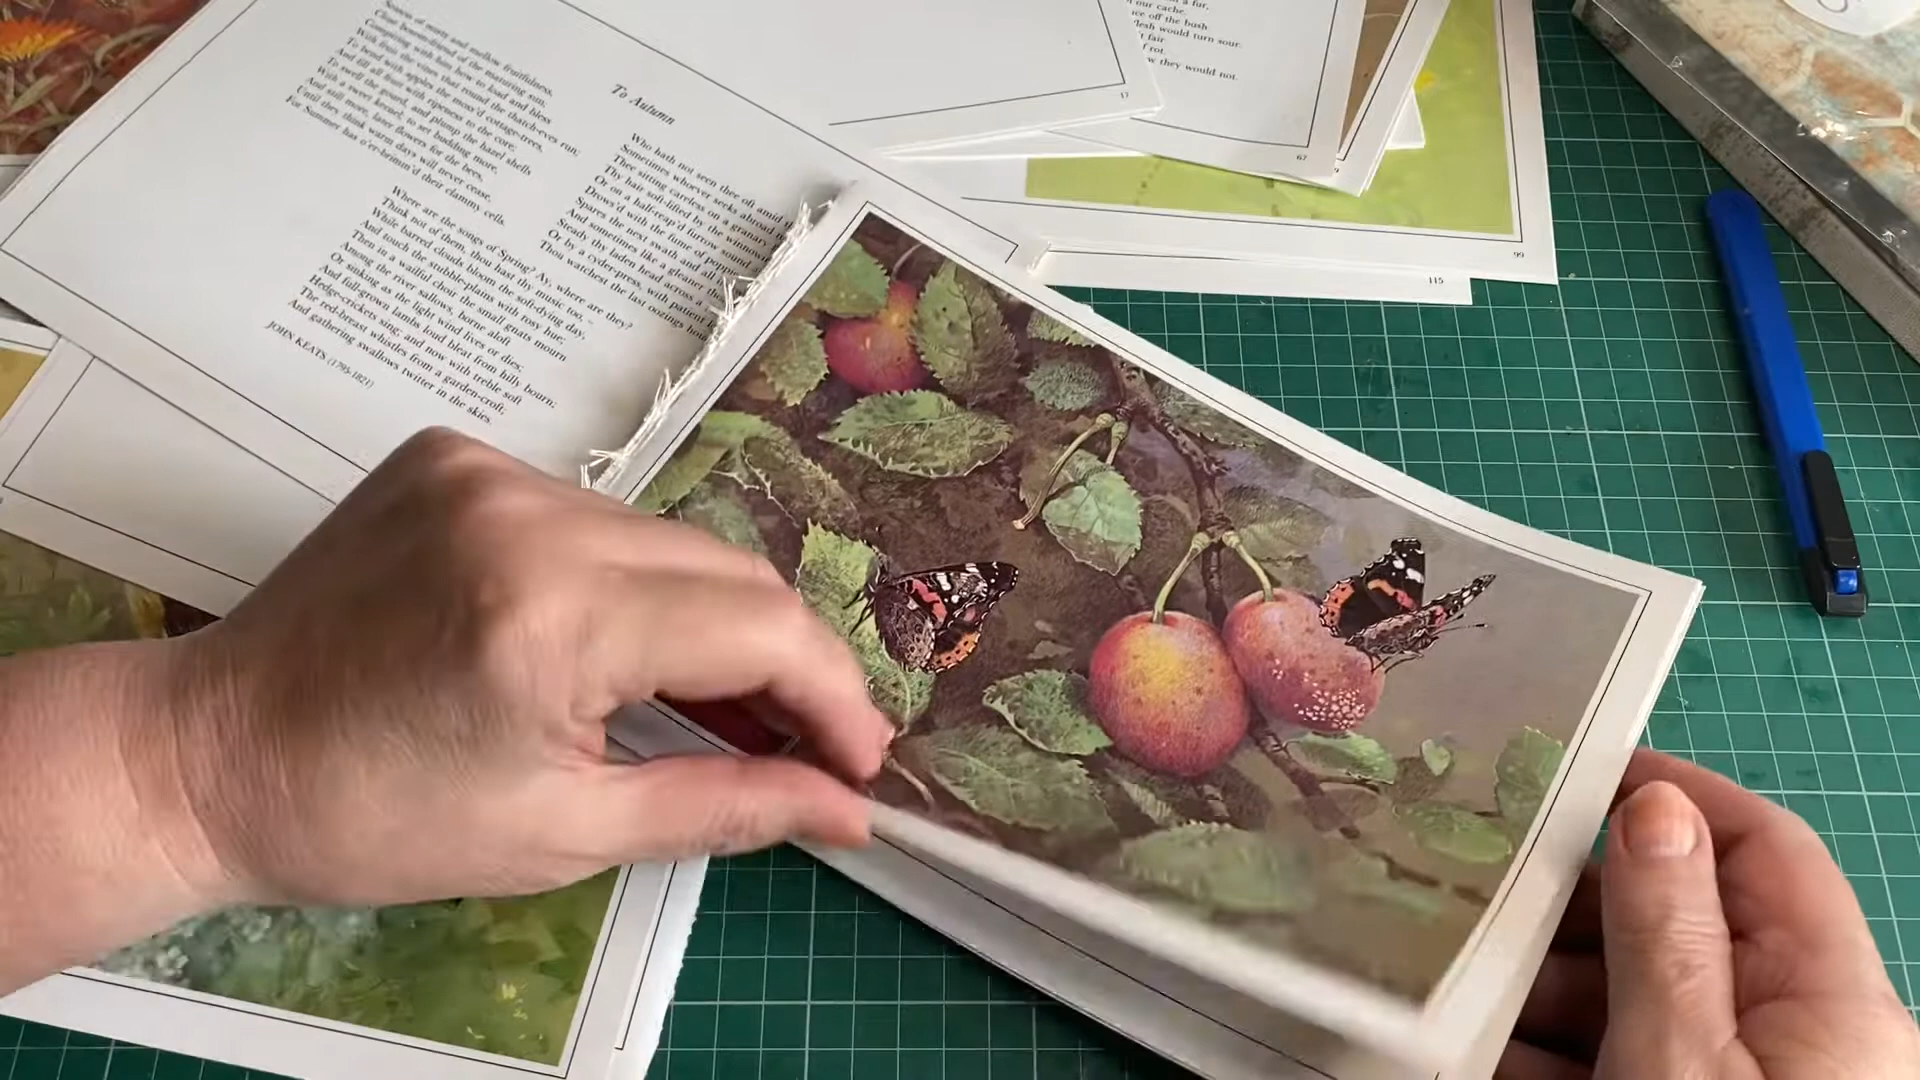 To Autumn
Season of mists and mellow fruitfulness,
Close bosom-friend of the maturing sun;
Conspiring with him how to load and bless
With fruit the vines that round the thatch-eves run;
To bend with apples the moss'd cottage-trees,
And fill all fruit with ripeness to the core;
To swell the gourd, and plump the hazel shells
With a sweet kernel; to set budding more,
And still more, later flowers for the bees,
Until they think warm days will never cease,
For Summer has o'er-brimm'd their clammy cells.
Who hath not seen thee oft amid
Sometimes whoever seeks abroad
Thee sitting careless on a granary
Thy hair soft-lifted by the winnow
Or on a half-reap'd furrow sound
Drows'd with the fume of popp
Spares the next swath and all
And sometimes like a gleaner
Steady thy laden head across a
Or by a cyder-press, with patient
Thou watchest the last oozings
Where are the songs of Spring? Ay, where are they?
Think not of them, thou hast thy music too, –
While barred clouds bloom the soft-dying day,
And touch the stubble-plains with rosy hue;
Then in a wailful choir the small gnats mourn
Among the river sallows, borne aloft
Or sinking as the light wind lives or dies;
And full-grown lambs loud bleat from hilly bourn;
Hedge-crickets sing; and now with treble soft
The red-breast whistles from a garden-croft;
And gathering swallows twitter in the skies.
JOHN KEATS (1795-1821)
17
a fur,
our cache.
off the bush
flesh would turn sour.
fair
rot.
they would not.
67
99
115